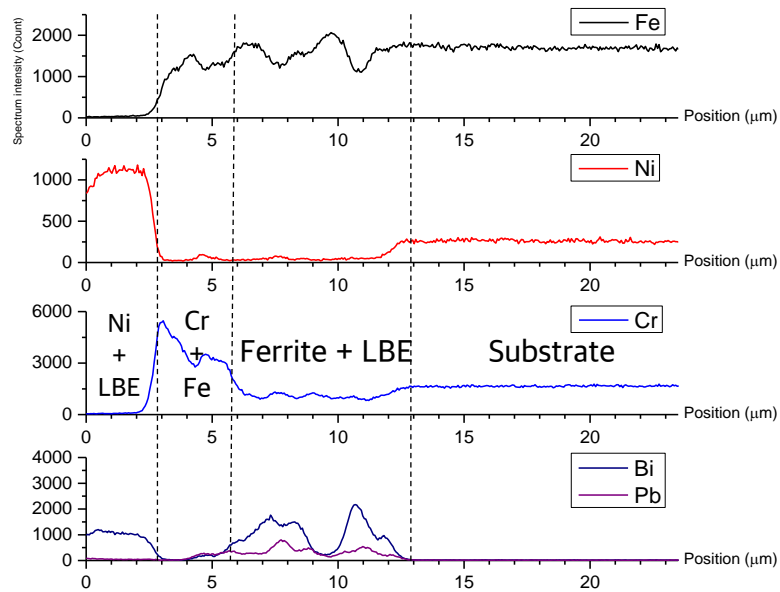 Spectrum intensity (Count)
2000
1000
0
Fe
Position (μm)
0 5 10 15 20
1000
500
0
Ni
Position (μm)
0 5 10 15 20
6000
3000
0
Ni
+
LBE
Cr
+
Fe
Ferrite + LBE
Substrate
Cr
Position (μm)
0 5 10 15 20
4000
3000
2000
1000
0
Bi
Pb
Position (μm)
0 5 10 15 20